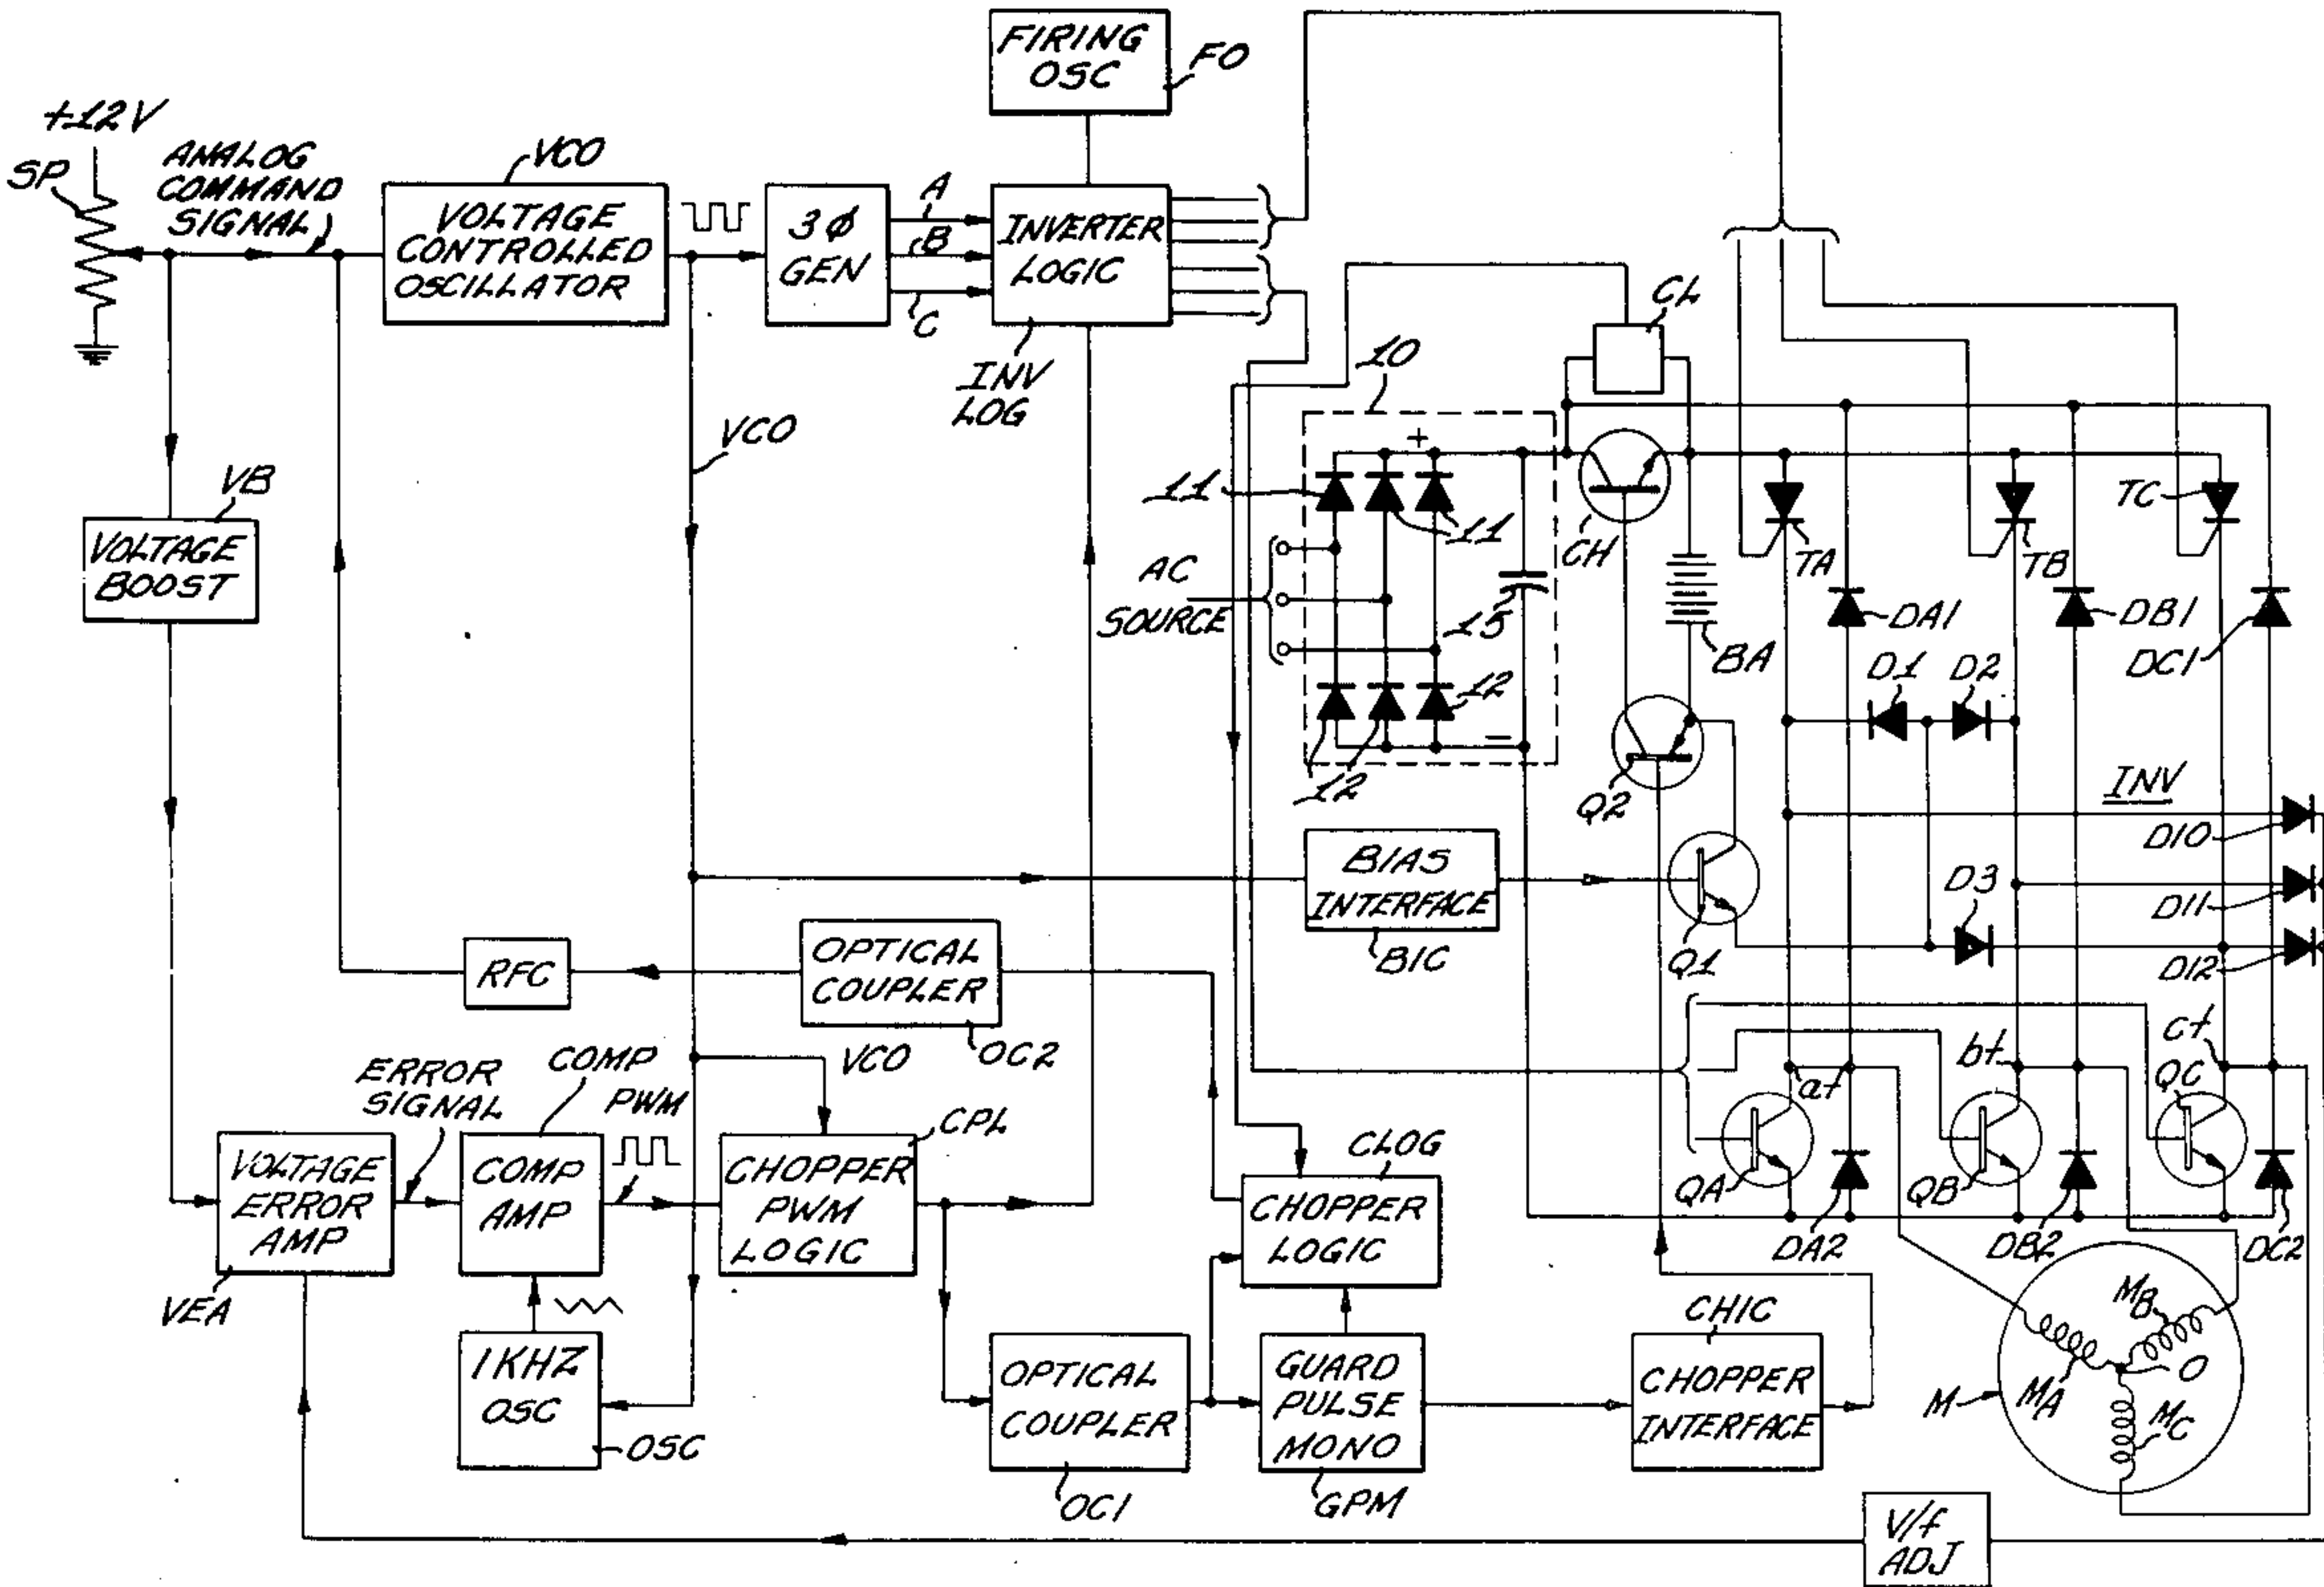 FIRING
OSC
FO
+12V
SP
ANALOG
COMMAND
SIGNAL
VCO
VOLTAGE
CONTROLLED
OSCILLATOR
3ϕ
GEN
A
B
C
INVERTER
LOGIC
INV
LOG
CL
10
VCO
+
11
11
11
CH
TA
TB
TC
VB
VOLTAGE
BOOST
AC
SOURCE
15
BA
DA1
DB1
DC1
D1
D2
12
12
-
Q2
INV
D10
BIAS
INTERFACE
BIC
Q1
D3
D11
D12
RFC
OPTICAL
COUPLER
OC2
VCO
ERROR
SIGNAL
COMP
PWM
CPL
at
bt
ct
QC
VOLTAGE
ERROR
AMP
VEA
COMP
AMP
CHOPPER
PWM
LOGIC
CLOG
CHOPPER
LOGIC
QA
DA2
QB
DB2
DC2
1KHZ
OSC
OSC
OPTICAL
COUPLER
OC1
GUARD
PULSE
MONO
GPM
CHIC
CHOPPER
INTERFACE
M
MA
MB
MC
O
V/f
ADJ